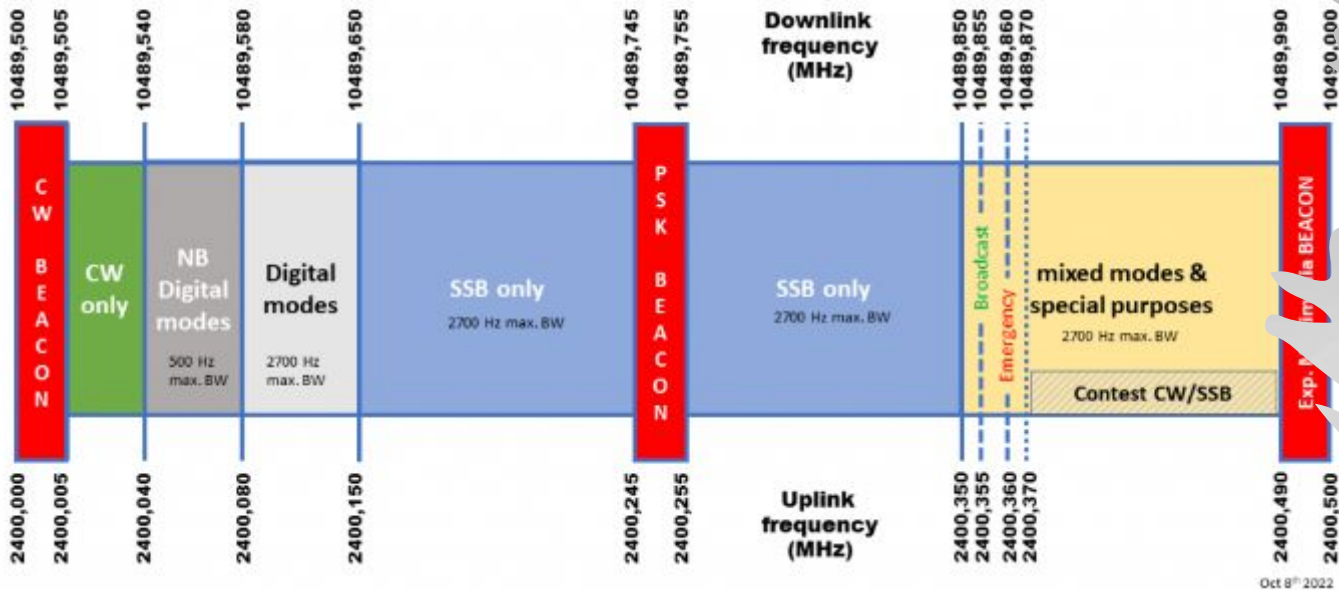 10489,500
10489,505
10489,540
10489,580
10489,650
10489,745
10489,755
Downlink
frequency
(MHz)
10489,850
10489,855
10489,860
10489,870
10489,990
CW BEACON
CW
only
NB
Digital
modes
500 Hz
max. BW
Digital
modes
2700 Hz
max. BW
SSB only
2700 Hz max. BW
PSK BEACON
SSB only
2700 Hz max. BW
Broadcast
Emergency
mixed modes &
special purposes
2700 Hz max. BW
Contest CW/SSB
Exp. BEACON
2400,000
2400,005
2400,040
2400,080
2400,150
2400,245
2400,255
Uplink
frequency
(MHz)
2400,350
2400,355
2400,360
2400,370
2400,490
2400,500
Oct 8th 2022